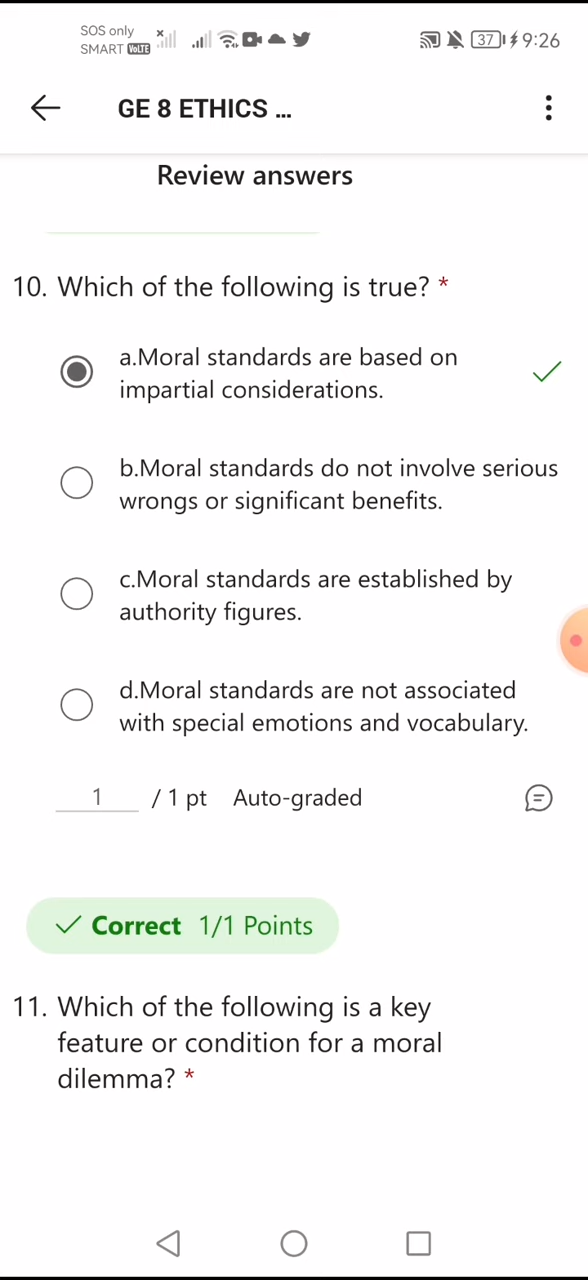 SOS only
SMART VoLTE
37 9:26
GE 8 ETHICS ...
Review answers
10. Which of the following is true? *
a.Moral standards are based on
impartial considerations.
b.Moral standards do not involve serious
wrongs or significant benefits.
c.Moral standards are established by
authority figures.
d.Moral standards are not associated
with special emotions and vocabulary.
1 / 1 pt Auto-graded
Correct 1/1 Points
11. Which of the following is a key
feature or condition for a moral
dilemma? *